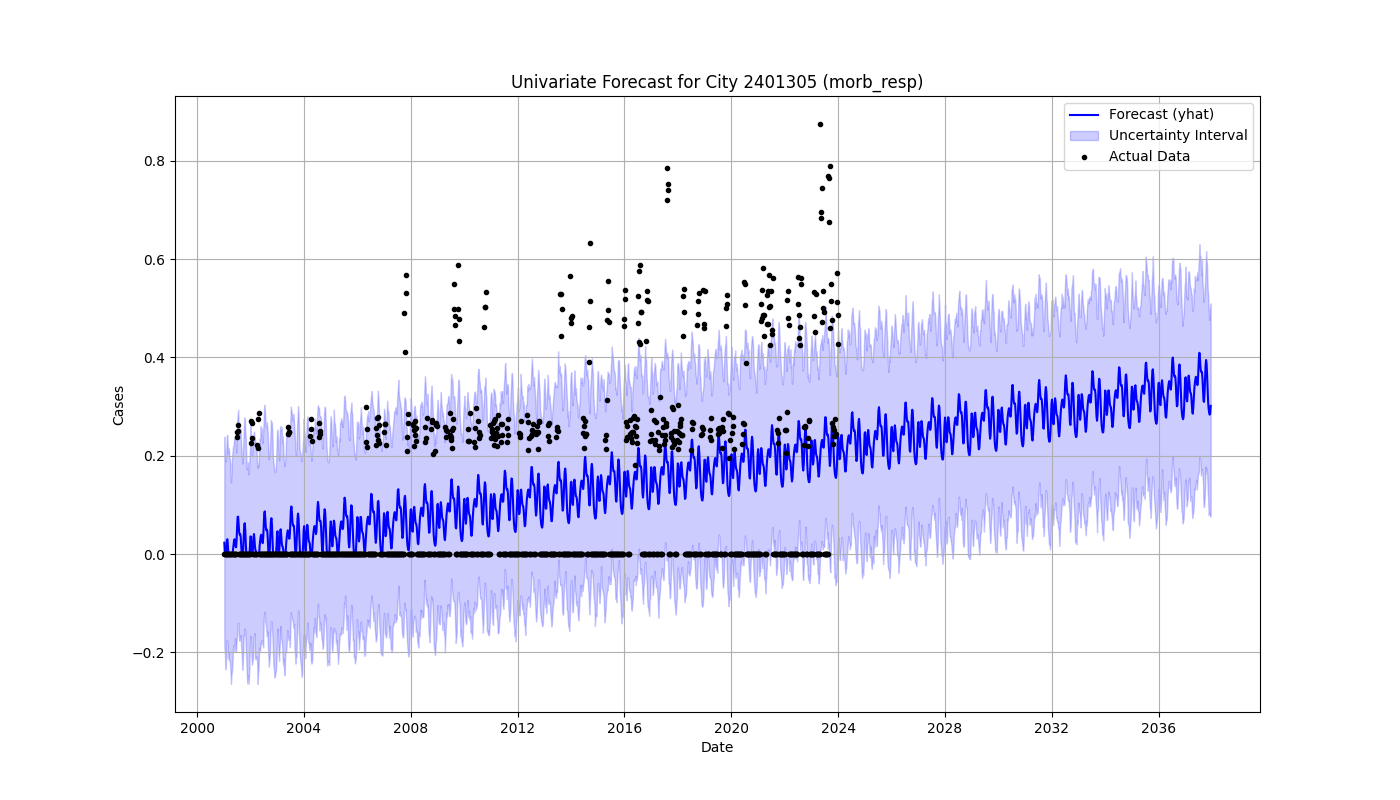 Univariate Forecast for City 2401305 (morb_resp)
Forecast (yhat)
Uncertainty Interval
Actual Data
Cases
0.8
0.6
0.4
0.2
0.0
−0.2
2000 2004 2008 2012 2016 2020 2024 2028 2032 2036
Date